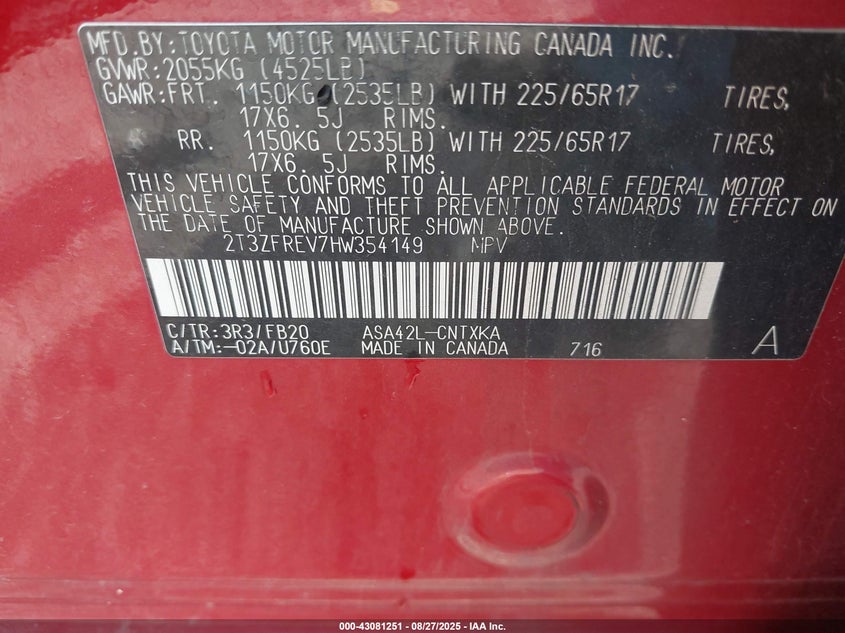 MFD.BY:TOYOTA MOTOR MANUFACTURING CANADA INC.
GVWR:2055KG (4525LB)
GAWR:FRT. 1150KG (2535LB) WITH 225/65R17 TIRES,
17X6. 5J RIMS.
RR. 1150KG (2535LB) WITH 225/65R17 TIRES,
17X6. 5J RIMS.
THIS VEHICLE CONFORMS TO ALL APPLICABLE FEDERAL MOTOR
VEHICLE SAFETY AND THEFT PREVENTION STANDARDS IN EFFECT ON
THE DATE OF MANUFACTURE SHOWN ABOVE.
2T3ZFREV7HW354149 MPV
C/TR:3R3/FB20 ASA42L-CNTXKA
A/TM:-02A/U760E MADE IN CANADA 716 A
000-43081251 - 08/27/2025 - IAA Inc.